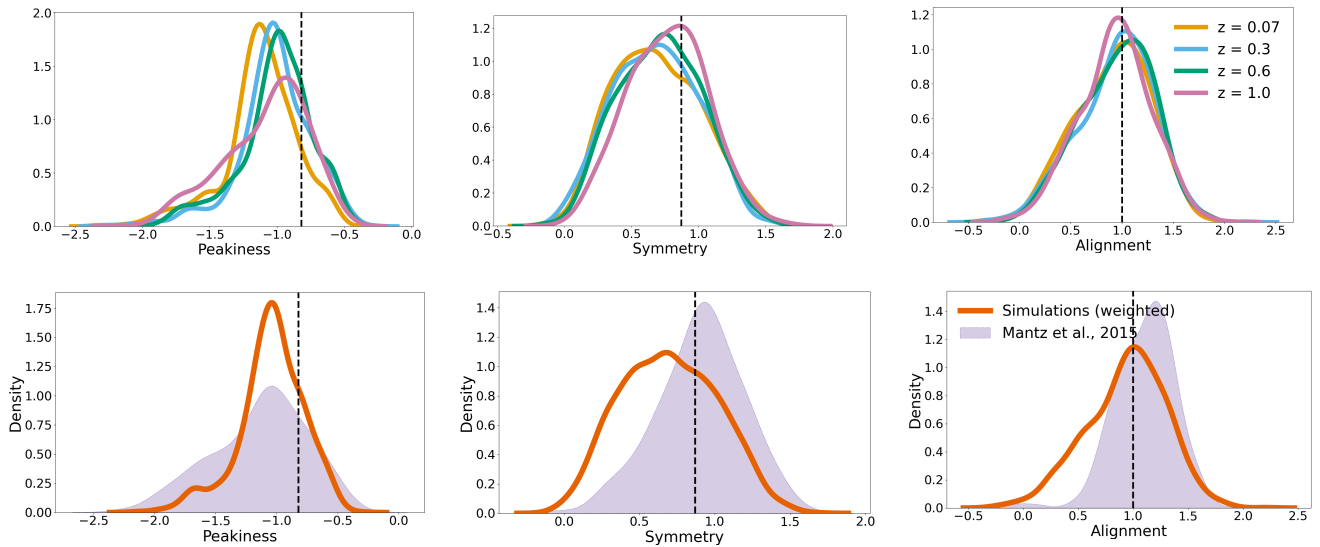 2.0
1.5
1.0
0.5
0.0
−2.5 −2.0 −1.5 −1.0 −0.5 0.0
Peakiness
1.2
1.0
0.8
0.6
0.4
0.2
0.0
−0.5 0.0 0.5 1.0 1.5 2.0
Symmetry
1.2
1.0
0.8
0.6
0.4
0.2
0.0
−0.5 0.0 0.5 1.0 1.5 2.0 2.5
Alignment
z = 0.07
z = 0.3
z = 0.6
z = 1.0
Density
1.75
1.50
1.25
1.00
0.75
0.50
0.25
0.00
−2.5 −2.0 −1.5 −1.0 −0.5 0.0
Peakiness
Density
1.4
1.2
1.0
0.8
0.6
0.4
0.2
0.0
0.0 0.5 1.0 1.5 2.0
Symmetry
Density
1.4
1.2
1.0
0.8
0.6
0.4
0.2
0.0
−0.5 0.0 0.5 1.0 1.5 2.0 2.5
Alignment
Simulations (weighted)
Mantz et al., 2015